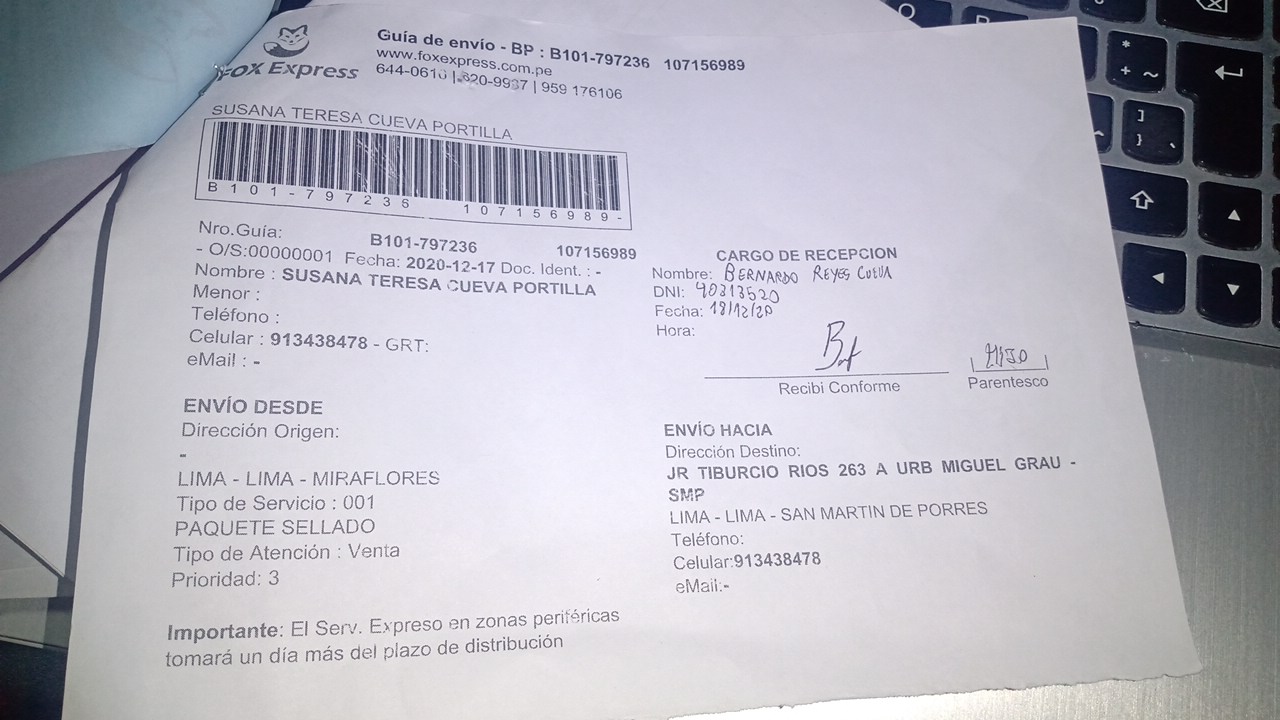 FOX Express
Guía de envío - BP : B101-797236 107156989
www.foxexpress.com.pe
644-0610 | 620-9937 | 959 176106
SUSANA TERESA CUEVA PORTILLA
B101-797236 107156989-
Nro.Guía: B101-797236 107156989
- O/S:00000001 Fecha: 2020-12-17 Doc. Ident. : -
Nombre : SUSANA TERESA CUEVA PORTILLA
Menor :
Teléfono :
Celular : 913438478 - GRT:
eMail : -
CARGO DE RECEPCION
Nombre: BERNARDO REYES CUEVA
DNI: 40313520
Fecha: 18/12/20
Hora:
Recibi Conforme
HIJO
Parentesco
ENVÍO DESDE
Dirección Origen:
-
LIMA - LIMA - MIRAFLORES
Tipo de Servicio : 001
PAQUETE SELLADO
Tipo de Atención : Venta
Prioridad: 3
ENVÍO HACIA
Dirección Destino:
JR TIBURCIO RIOS 263 A URB MIGUEL GRAU -
SMP
LIMA - LIMA - SAN MARTIN DE PORRES
Teléfono:
Celular:913438478
eMail:-
Importante: El Serv. Expreso en zonas periféricas
tomará un día más del plazo de distribución